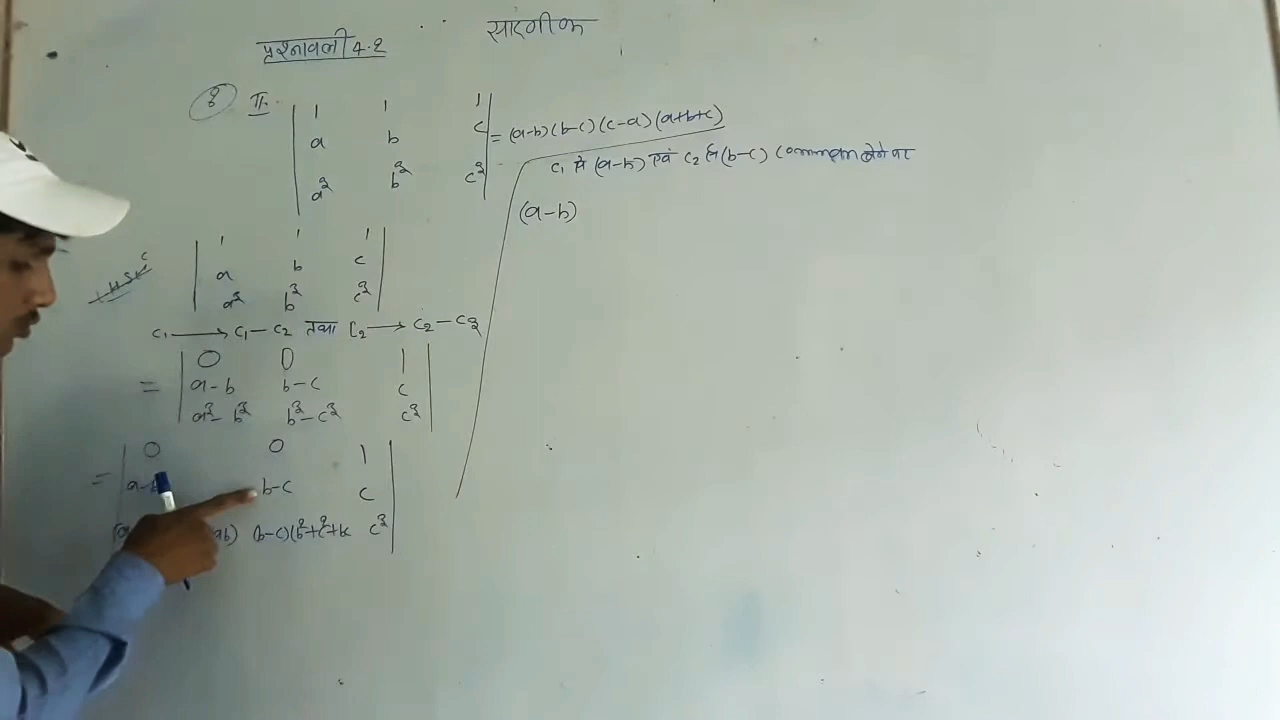 सारणीक
प्रश्नावली 4.2
8 II.
| 1 1 1 |
| a b c | = (a-b)(b-c)(c-a)(a+b+c)
| a³ b³ c³ |
C₁ से (a-b) एवं C₂ से (b-c) common लेने पर
(a-b)
LHS
| 1 1 1 |
| a b c |
| a³ b³ c³ |
C₁ → C₁-C₂ तथा C₂ → C₂-C₃
| 0 0 1 |
= | a-b b-c c |
| a³-b³ b³-c³ c³ |
| 0 0 1 |
= | a-b b-c c |
ab) (b-c)(b²+c²+bc c³ |